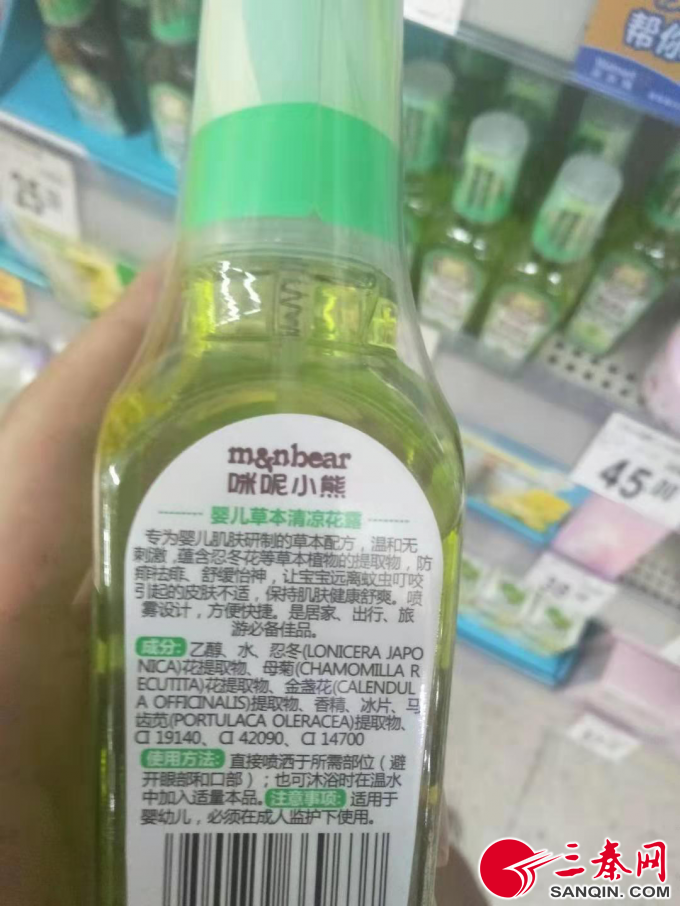 帮你
25
m&nbear
咪呢小熊
婴儿草本清凉花露
专为婴儿肌肤研制的草本配方，温和无
刺激，蕴含忍冬花等草本植物的提取物，防
痱祛痱、舒缓怡神，让宝宝远离蚊虫叮咬
引起的皮肤不适，保持肌肤健康舒爽。喷
雾设计，方便快捷。是居家、出行、旅
游必备佳品。
成分：乙醇、水、忍冬(LONICERA JAPO
NICA)花提取物、母菊(CHAMOMILLA R
ECUTITA)花提取物、金盏花(CALENDUL
A OFFICINALIS)提取物、香精、冰片、马
齿苋(PORTULACA OLERACEA)提取物、
CI 19140、CI 42090、CI 14700
使用方法：直接喷洒于所需部位（避
开眼部和口部）；也可沐浴时在温水
中加入适量本品。注意事项：适用于
婴幼儿，必须在成人监护下使用。
45.00
三秦网
SANQIN.COM